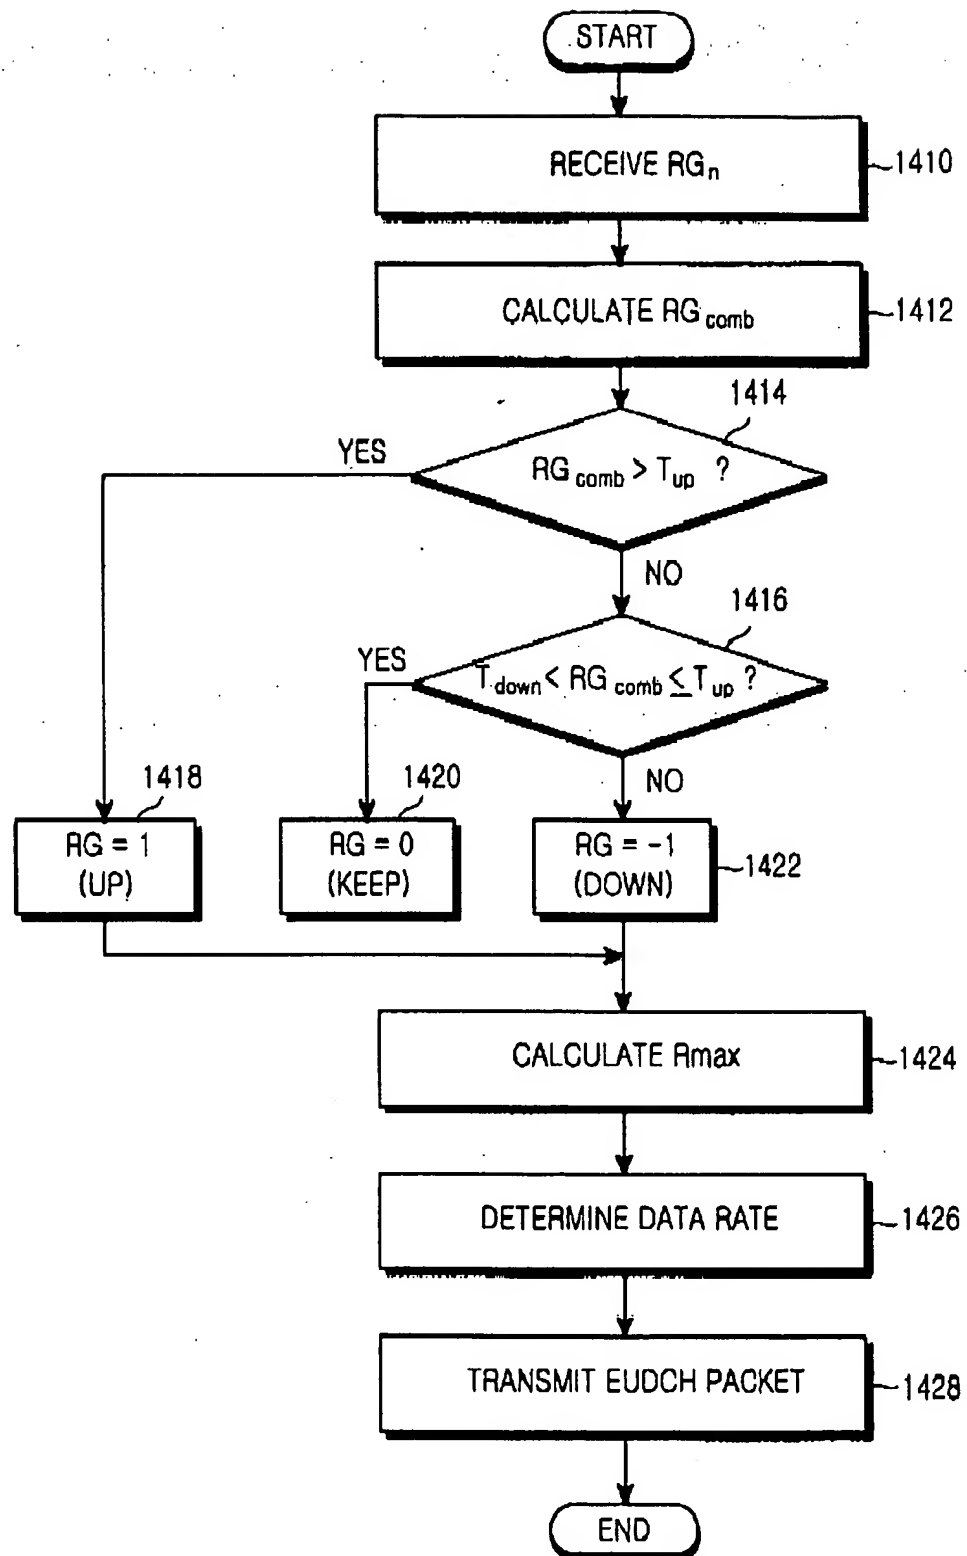 START
RECEIVE RGn
1410
CALCULATE RGcomb
1412
1414
YES
RGcomb > Tup ?
NO
1416
YES
Tdown < RGcomb ≤ Tup ?
NO
1418
1420
RG = 1
(UP)
RG = 0
(KEEP)
RG = -1
(DOWN)
1422
CALCULATE Rmax
1424
DETERMINE DATA RATE
1426
TRANSMIT EUDCH PACKET
1428
END